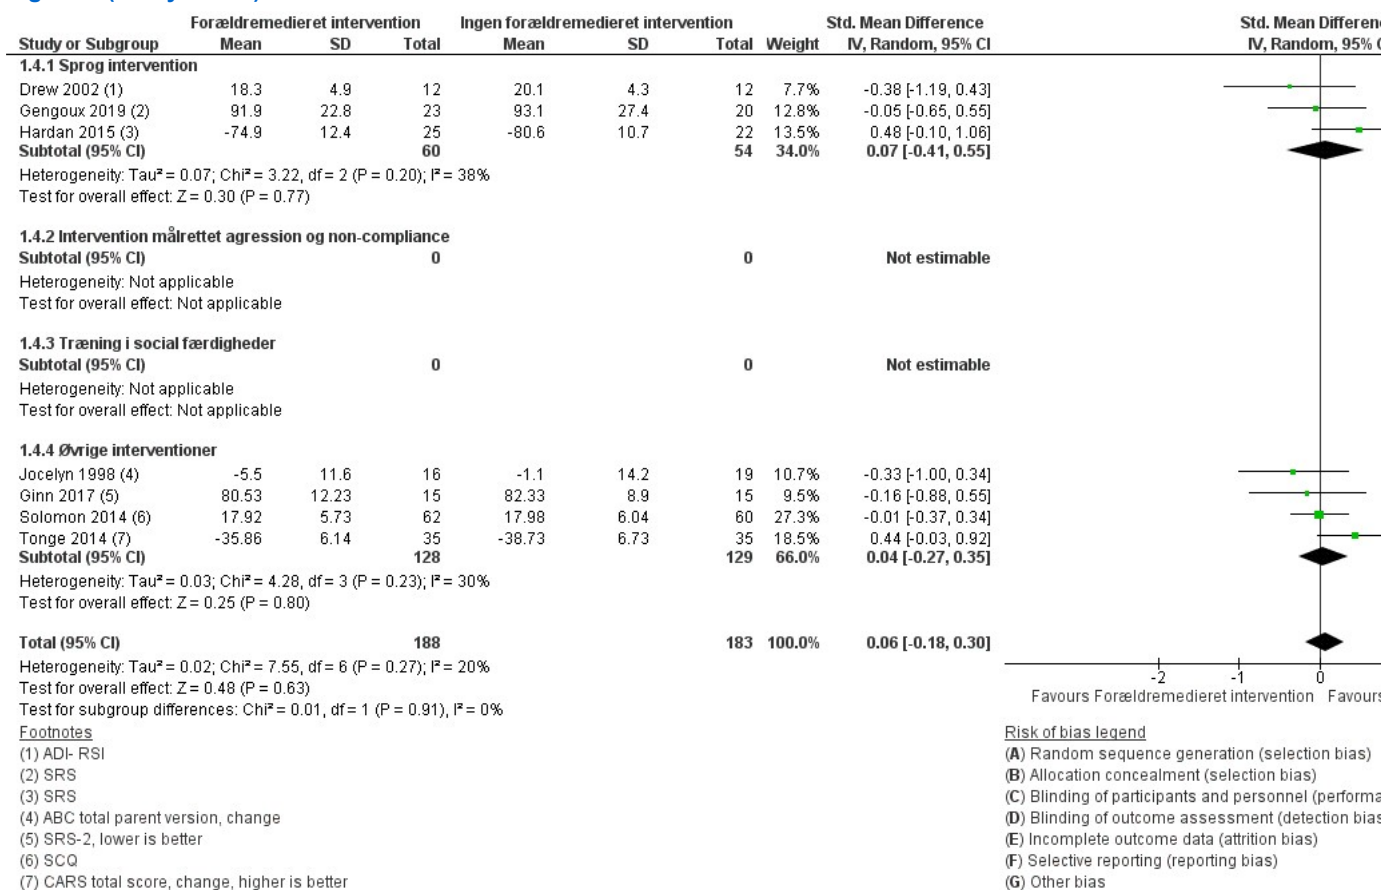 Forældremedieret intervention Ingen forældremedieret intervention Std. Mean Difference Std. Mean Differen
Study or Subgroup Mean SD Total Mean SD Total Weight IV, Random, 95% CI IV, Random, 95% C
1.4.1 Sprog intervention
Drew 2002 (1) 18.3 4.9 12 20.1 4.3 12 7.7% -0.38 [-1.19, 0.43]
Gengoux 2019 (2) 91.9 22.8 23 93.1 27.4 20 12.8% -0.05 [-0.65, 0.55]
Hardan 2015 (3) -74.9 12.4 25 -80.6 10.7 22 13.5% 0.48 [-0.10, 1.06]
Subtotal (95% CI) 60 54 34.0% 0.07 [-0.41, 0.55]
Heterogeneity: Tau² = 0.07; Chi² = 3.22, df = 2 (P = 0.20); I² = 38%
Test for overall effect: Z = 0.30 (P = 0.77)
1.4.2 Intervention målrettet agression og non-compliance
Subtotal (95% CI) 0 0 Not estimable
Heterogeneity: Not applicable
Test for overall effect: Not applicable
1.4.3 Træning i social færdigheder
Subtotal (95% CI) 0 0 Not estimable
Heterogeneity: Not applicable
Test for overall effect: Not applicable
1.4.4 Øvrige interventioner
Jocelyn 1998 (4) -5.5 11.6 16 -1.1 14.2 19 10.7% -0.33 [-1.00, 0.34]
Ginn 2017 (5) 80.53 12.23 15 82.33 8.9 15 9.5% -0.16 [-0.88, 0.55]
Solomon 2014 (6) 17.92 5.73 62 17.98 6.04 60 27.3% -0.01 [-0.37, 0.34]
Tonge 2014 (7) -35.86 6.14 35 -38.73 6.73 35 18.5% 0.44 [-0.03, 0.92]
Subtotal (95% CI) 128 129 66.0% 0.04 [-0.27, 0.35]
Heterogeneity: Tau² = 0.03; Chi² = 4.28, df = 3 (P = 0.23); I² = 30%
Test for overall effect: Z = 0.25 (P = 0.80)
Total (95% CI) 188 183 100.0% 0.06 [-0.18, 0.30]
Heterogeneity: Tau² = 0.02; Chi² = 7.55, df = 6 (P = 0.27); I² = 20%
Test for overall effect: Z = 0.48 (P = 0.63)
Test for subgroup differences: Chi² = 0.01, df = 1 (P = 0.91), I² = 0%
-2 -1 0
Favours Forældremedieret intervention Favours
Footnotes
(1) ADI- RSI
(2) SRS
(3) SRS
(4) ABC total parent version, change
(5) SRS-2, lower is better
(6) SCQ
(7) CARS total score, change, higher is better
Risk of bias legend
(A) Random sequence generation (selection bias)
(B) Allocation concealment (selection bias)
(C) Blinding of participants and personnel (performa
(D) Blinding of outcome assessment (detection bias
(E) Incomplete outcome data (attrition bias)
(F) Selective reporting (reporting bias)
(G) Other bias